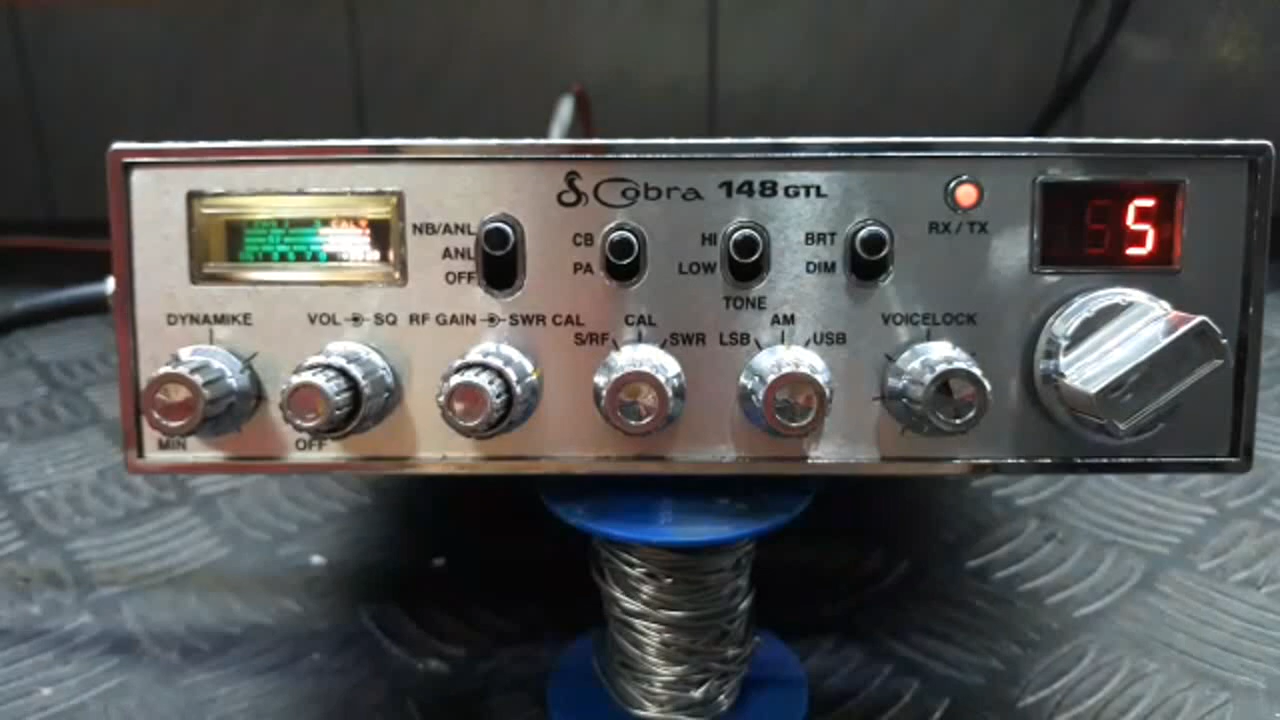 Cobra 148 GTL
RX / TX
5
NB/ANL
ANL
OFF
CB
PA
HI
LOW
TONE
BRT
DIM
DYNAMIKE
VOL SQ
RF GAIN SWR CAL
CAL
S/RF
SWR
AM
LSB
USB
VOICELOCK
MIN
OFF